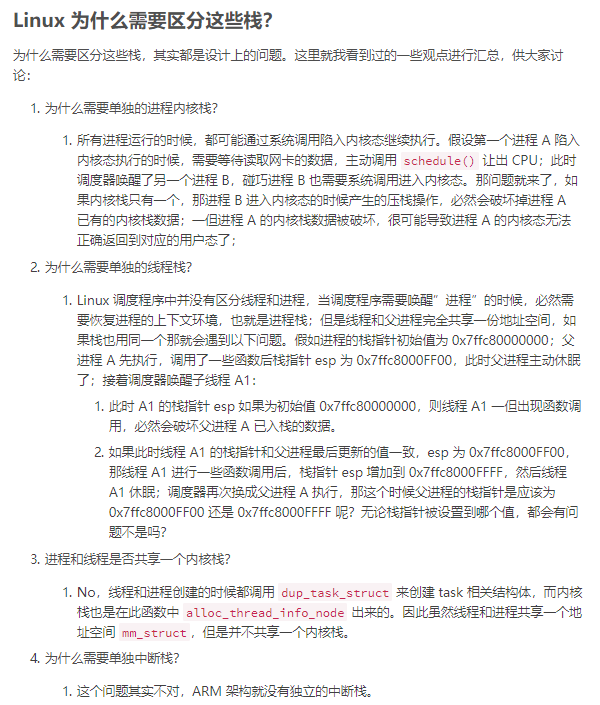 Linux 为什么需要区分这些栈？
为什么需要区分这些栈，其实都是设计上的问题。这里就我看到过的一些观点进行汇总，供大家讨
论：
1. 为什么需要单独的进程内核栈？
1. 所有进程运行的时候，都可能通过系统调用陷入内核态继续执行。假设第一个进程 A 陷入
内核态执行的时候，需要等待读取网卡的数据，主动调用 schedule() 让出 CPU；此时
调度器唤醒了另一个进程 B，碰巧进程 B 也需要系统调用进入内核态。那问题就来了，如
果内核栈只有一个，那进程 B 进入内核态的时候产生的压栈操作，必然会破坏掉进程 A
已有的内核栈数据；一但进程 A 的内核栈数据被破坏，很可能导致进程 A 的内核态无法
正确返回到对应的用户态了；
2. 为什么需要单独的线程栈？
1. Linux 调度程序中并没有区分线程和进程，当调度程序需要唤醒”进程”的时候，必然需
要恢复进程的上下文环境，也就是进程栈；但是线程和父进程完全共享一份地址空间，如
果栈也用同一个那就会遇到以下问题。假如进程的栈指针初始值为 0x7ffc80000000；父
进程 A 先执行，调用了一些函数后栈指针 esp 为 0x7ffc8000FF00，此时父进程主动休眠
了；接着调度器唤醒子线程 A1：
1. 此时 A1 的栈指针 esp 如果为初始值 0x7ffc80000000，则线程 A1 一但出现函数调
用，必然会破坏父进程 A 已入栈的数据。
2. 如果此时线程 A1 的栈指针和父进程最后更新的值一致，esp 为 0x7ffc8000FF00，
那线程 A1 进行一些函数调用后，栈指针 esp 增加到 0x7ffc8000FFFF，然后线程
A1 休眠；调度器再次换成父进程 A 执行，那这个时候父进程的栈指针是应该为
0x7ffc8000FF00 还是 0x7ffc8000FFFF 呢？无论栈指针被设置到哪个值，都会有问
题不是吗？
3. 进程和线程是否共享一个内核栈？
1. No，线程和进程创建的时候都调用 dup_task_struct 来创建 task 相关结构体，而内核
栈也是在此函数中 alloc_thread_info_node 出来的。因此虽然线程和进程共享一个地
址空间 mm_struct，但是并不共享一个内核栈。
4. 为什么需要单独中断栈？
1. 这个问题其实不对，ARM 架构就没有独立的中断栈。